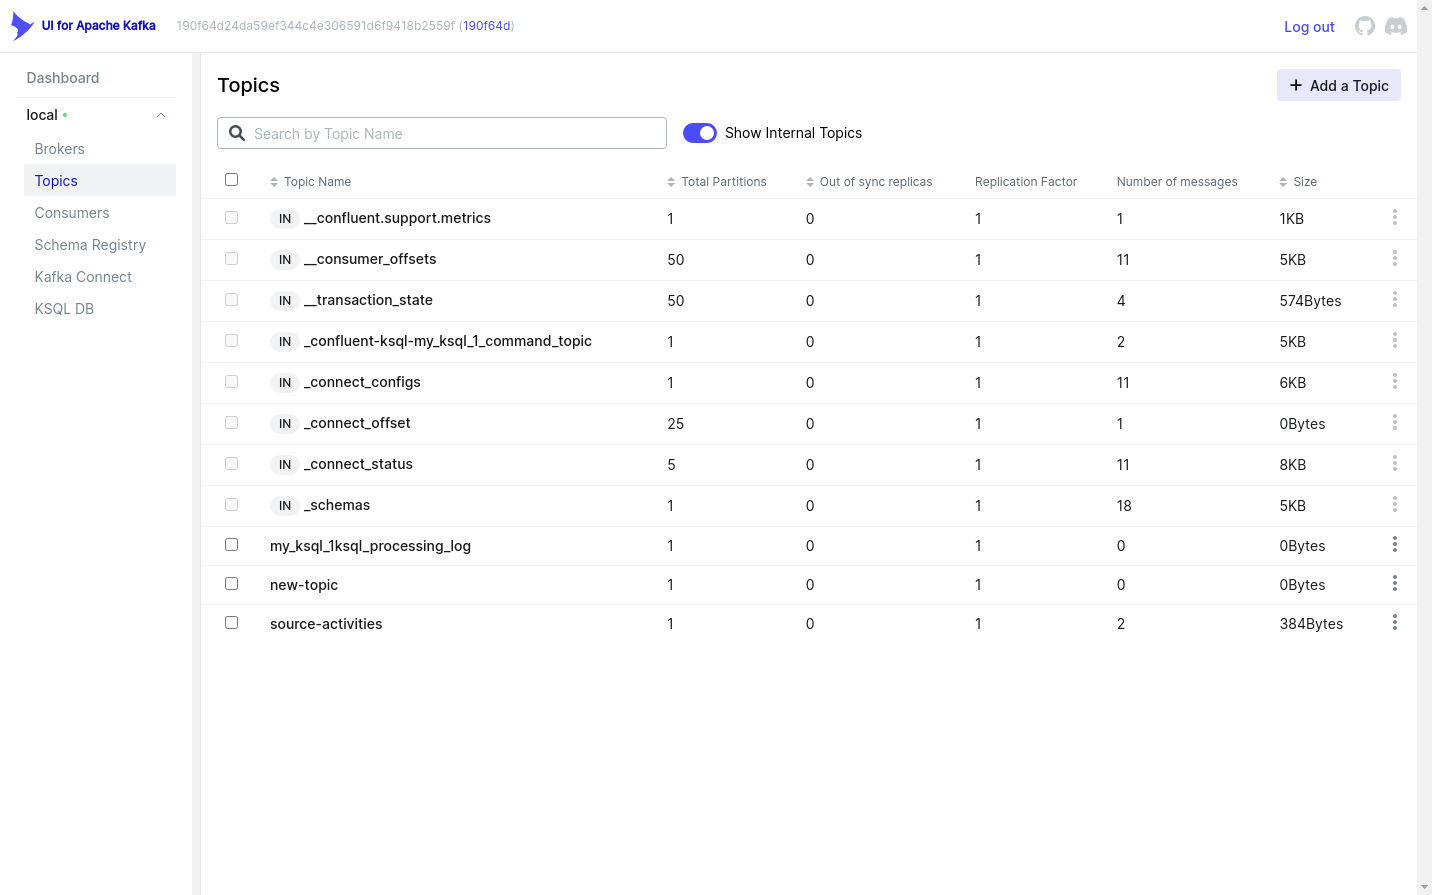 UI for Apache Kafka 190f64d24da59ef344c4e306591d6f9418b2559f (190f64d) Log out
Dashboard
local
Brokers
Topics
Consumers
Schema Registry
Kafka Connect
KSQL DB
Topics
Add a Topic
Search by Topic Name Show Internal Topics
Topic Name Total Partitions Out of sync replicas Replication Factor Number of messages Size
IN __confluent.support.metrics 1 0 1 1 1KB
IN __consumer_offsets 50 0 1 11 5KB
IN __transaction_state 50 0 1 4 574Bytes
IN _confluent-ksql-my_ksql_1_command_topic 1 0 1 2 5KB
IN _connect_configs 1 0 1 11 6KB
IN _connect_offset 25 0 1 1 0Bytes
IN _connect_status 5 0 1 11 8KB
IN _schemas 1 0 1 18 5KB
my_ksql_1ksql_processing_log 1 0 1 0 0Bytes
new-topic 1 0 1 0 0Bytes
source-activities 1 0 1 2 384Bytes